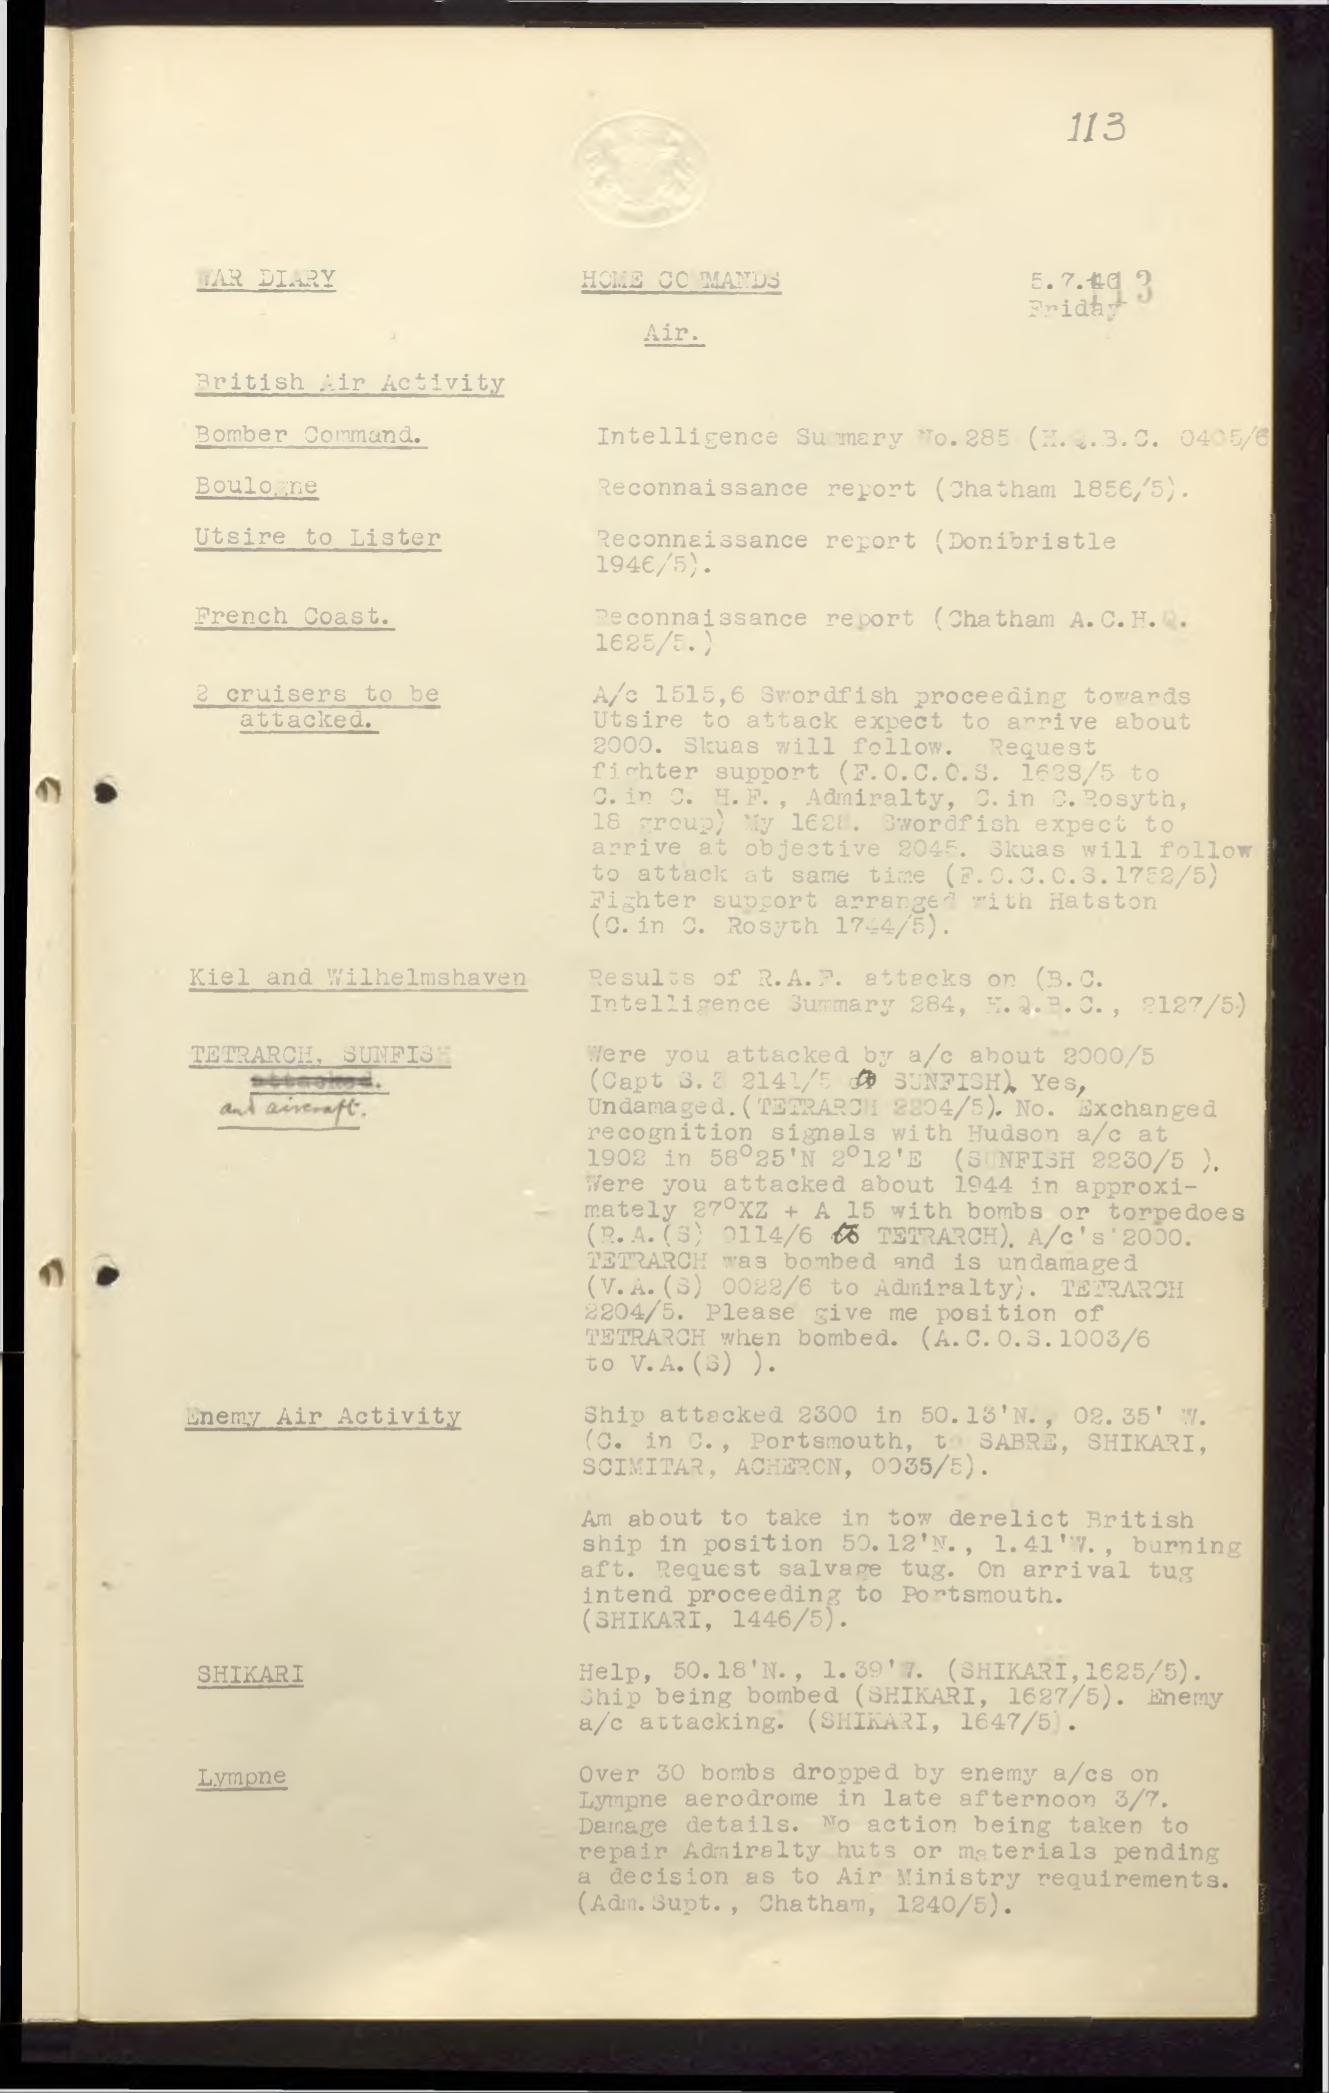 113
WAR DIARY HOME COMMANDS 5.7.40
113
Friday
Air.
British Air Activity
Bomber Command. Intelligence Summary No.285 (H.Q.B.C. 0405/6
Boulogne Reconnaissance report (Chatham 1856/5).
Utsire to Lister Reconnaissance report (Donibristle
1946/5).
French Coast. Reconnaissance report (Chatham A.C.H.Q.
1625/5.)
2 cruisers to be A/c 1515,6 Swordfish proceeding towards
attacked. Utsire to attack expect to arrive about
2000. Skuas will follow. Request
fighter support (F.O.C.O.S. 1628/5 to
C.in C. H.F., Admiralty, C.in C.Rosyth,
18 group) My 1628. Swordfish expect to
arrive at objective 2045. Skuas will follow
to attack at same time (F.O.C.O.S.1752/5)
Fighter support arranged with Hatston
(C.in C. Rosyth 1744/5).
Kiel and Wilhelmshaven Results of R.A.F. attacks on (B.C.
Intelligence Summary 284, H.Q.B.C., 2127/5)
TETRARCH, SUNFISH Were you attacked by a/c about 2000/5
attacked. (Capt S.3 2141/5 to SUNFISH). Yes,
and aircraft. Undamaged.(TETRARCH 2204/5). No. Exchanged
recognition signals with Hudson a/c at
1902 in 58°25'N 2°12'E (SUNFISH 2230/5 ).
Were you attacked about 1944 in approxi-
mately 27°XZ + A 15 with bombs or torpedoes
(R.A.(S) 0114/6 to TETRARCH). A/c's 2000.
TETRARCH was bombed and is undamaged
(V.A.(S) 0022/6 to Admiralty). TETRARCH
2204/5. Please give me position of
TETRARCH when bombed. (A.C.O.S.1003/6
to V.A.(S) ).
Enemy Air Activity Ship attacked 2300 in 50.13'N., 02.35' W.
(C. in C., Portsmouth, to SABRE, SHIKARI,
SCIMITAR, ACHERON, 0035/5).
Am about to take in tow derelict British
ship in position 50.12'N., 1.41'W., burning
aft. Request salvage tug. On arrival tug
intend proceeding to Portsmouth.
(SHIKARI, 1446/5).
SHIKARI Help, 50.18'N., 1.39'W. (SHIKARI,1625/5).
Ship being bombed (SHIKARI, 1627/5). Enemy
a/c attacking. (SHIKARI, 1647/5).
Lympne Over 30 bombs dropped by enemy a/cs on
Lympne aerodrome in late afternoon 3/7.
Damage details. No action being taken to
repair Admiralty huts or materials pending
a decision as to Air Ministry requirements.
(Adm.Supt., Chatham, 1240/5).